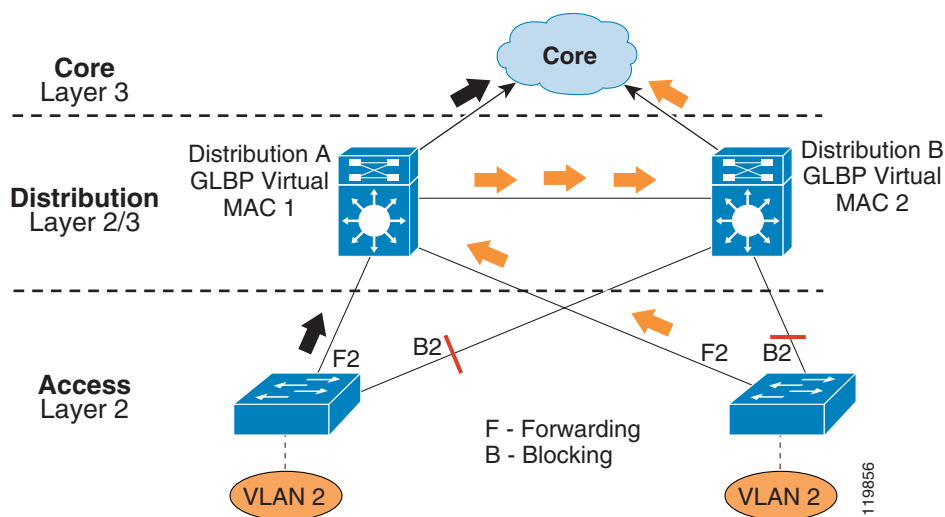 Core
Core
Layer 3
Distribution A
GLBP Virtual
MAC 1
Distribution B
GLBP Virtual
MAC 2
Distribution
Layer 2/3
F2
B2
F2
B2
Access
Layer 2
F - Forwarding
B - Blocking
VLAN 2
VLAN 2
119856